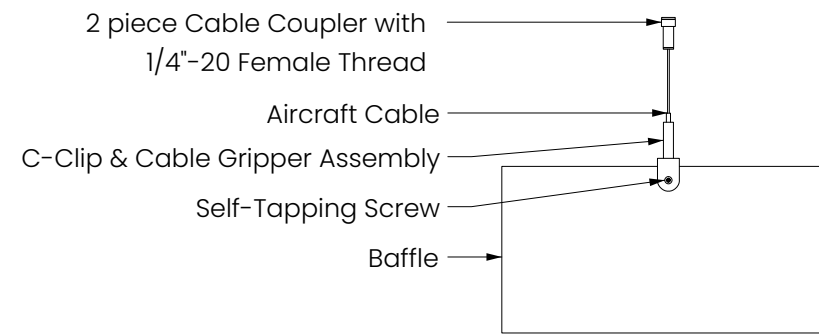 2 piece Cable Coupler with
1/4"-20 Female Thread
Aircraft Cable
C-Clip & Cable Gripper Assembly
Self-Tapping Screw
Baffle